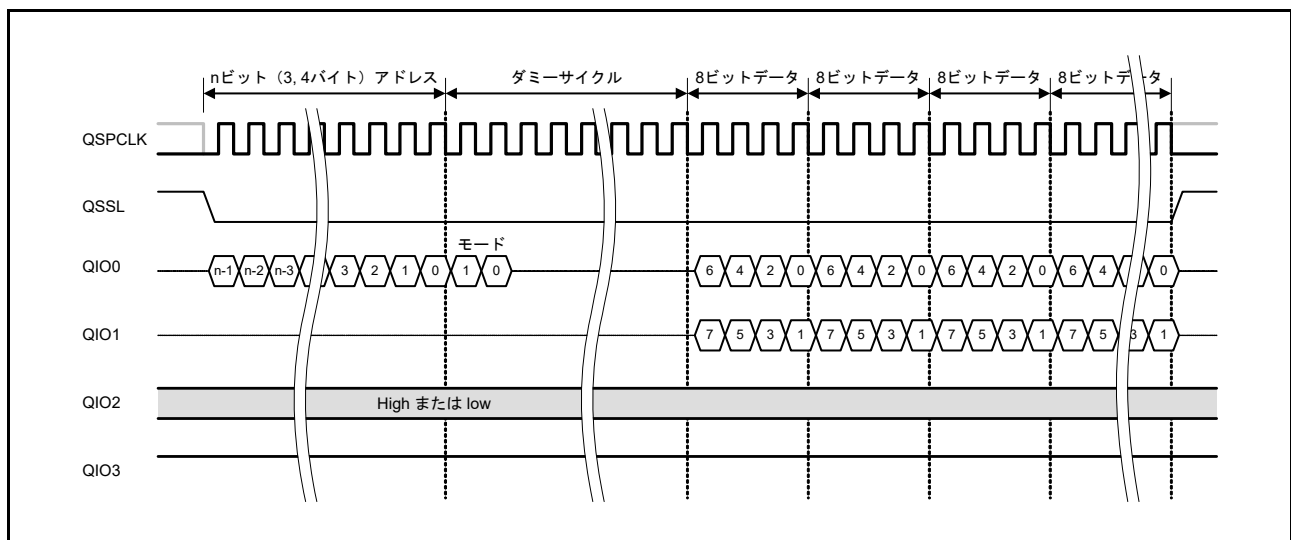 nビット（3, 4バイト）アドレス ダミーサイクル 8ビットデータ 8ビットデータ 8ビットデータ 8ビットデータ
QSPCLK
QSSL
モード
QIO0 n-1 n-2 n-3 3 2 1 0 1 0 6 4 2 0 6 4 2 0 6 4 2 0 6 4 0
QIO1 7 5 3 1 7 5 3 1 7 5 3 1 7 5 3 1
QIO2 High または low
QIO3